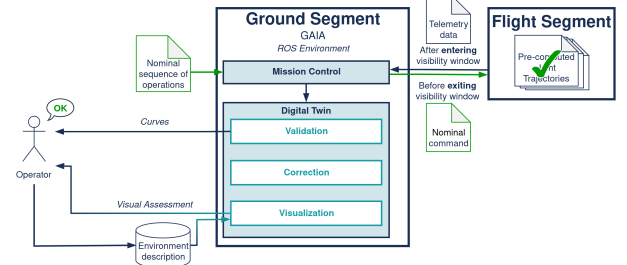 Ground Segment
GAIA
ROS Environment
Mission Control
Digital Twin
Validation
Correction
Visualization
Nominal
sequence of
operations
OK
Operator
Curves
Visual Assessment
Environment
description
Telemetry
data
After entering
visibility window
Before exiting
visibility window
Nominal
command
Flight Segment
Trajectories